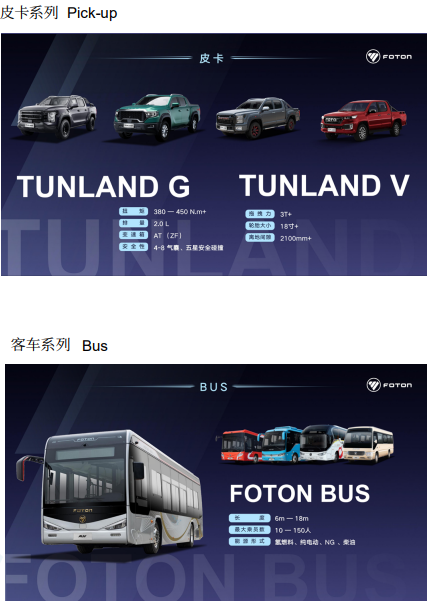 皮卡系列 Pick-up
皮卡
FOTON
TUNLAND G
TUNLAND V
扭矩 380 — 450 N.m+
排量 2.0 L
变速箱 AT（ZF）
安全性 4-8 气囊、五星安全碰撞
拖拽力 3T+
轮胎大小 18寸+
离地间隙 2100mm+
TUNLAN
客车系列 Bus
BUS
FOTON
FOTON
FOTON BUS
长度 6m — 18m
最大乘员数 10 — 150人
能源形式 氢燃料、纯电动、NG 、柴油
FOTON BUS